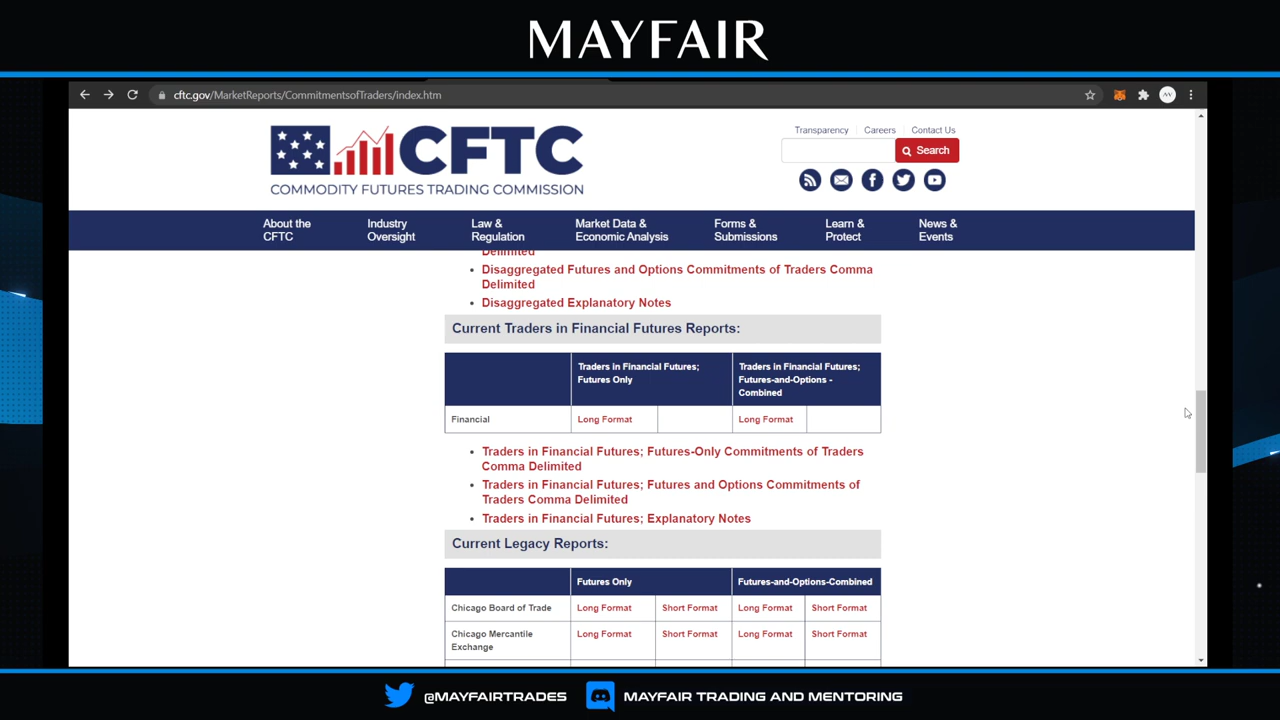 MAYFAIR
cftc.gov/MarketReports/CommitmentsofTraders/index.htm
CFTC
COMMODITY FUTURES TRADING COMMISSION
Transparency Careers Contact Us
Search
About the CFTC
Industry Oversight
Law & Regulation
Market Data & Economic Analysis
Forms & Submissions
Learn & Protect
News & Events
Delimited
Disaggregated Futures and Options Commitments of Traders Comma
Delimited
Disaggregated Explanatory Notes
Current Traders in Financial Futures Reports:
Traders in Financial Futures;
Futures Only
Traders in Financial Futures;
Futures-and-Options -
Combined
Financial Long Format Long Format
Traders in Financial Futures; Futures-Only Commitments of Traders
Comma Delimited
Traders in Financial Futures; Futures and Options Commitments of
Traders Comma Delimited
Traders in Financial Futures; Explanatory Notes
Current Legacy Reports:
Futures Only Futures-and-Options-Combined
Chicago Board of Trade Long Format Short Format Long Format Short Format
Chicago Mercantile Long Format Short Format Long Format Short Format
Exchange
@MAYFAIRTRADES MAYFAIR TRADING AND MENTORING